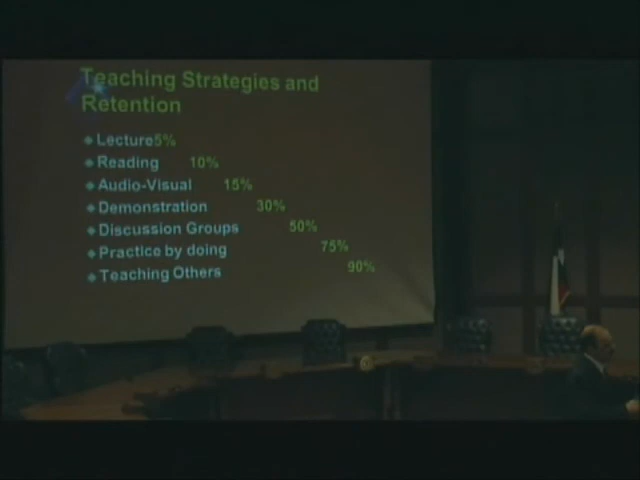 Teaching Strategies and
Retention
Lecture5%
Reading 10%
Audio-Visual 15%
Demonstration 30%
Discussion Groups 50%
Practice by doing 75%
Teaching Others 90%